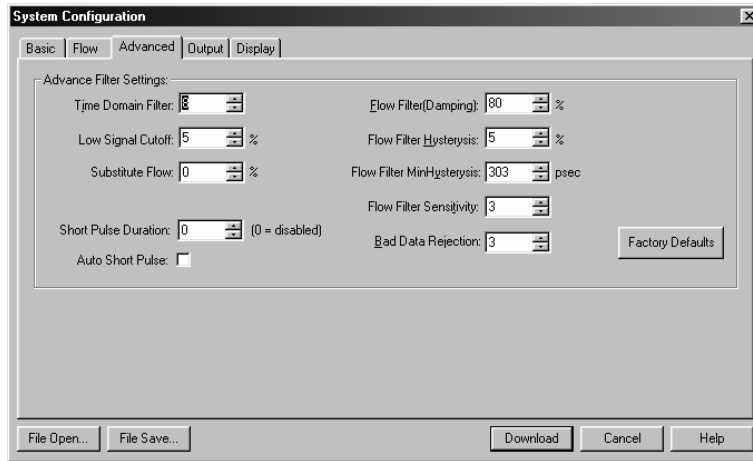 System Configuration
Basic Flow Advanced Output Display
Advance Filter Settings:
Time Domain Filter: 8
Low Signal Cutoff: 5 %
Substitute Flow: 0 %
Short Pulse Duration: 0 (0 = disabled)
Auto Short Pulse:
Flow Filter(Damping): 80 %
Flow Filter Hysterysis: 5 %
Flow Filter MinHysterysis: 303 psec
Flow Filter Sensitivity: 3
Bad Data Rejection: 3
Factory Defaults
File Open... File Save... Download Cancel Help